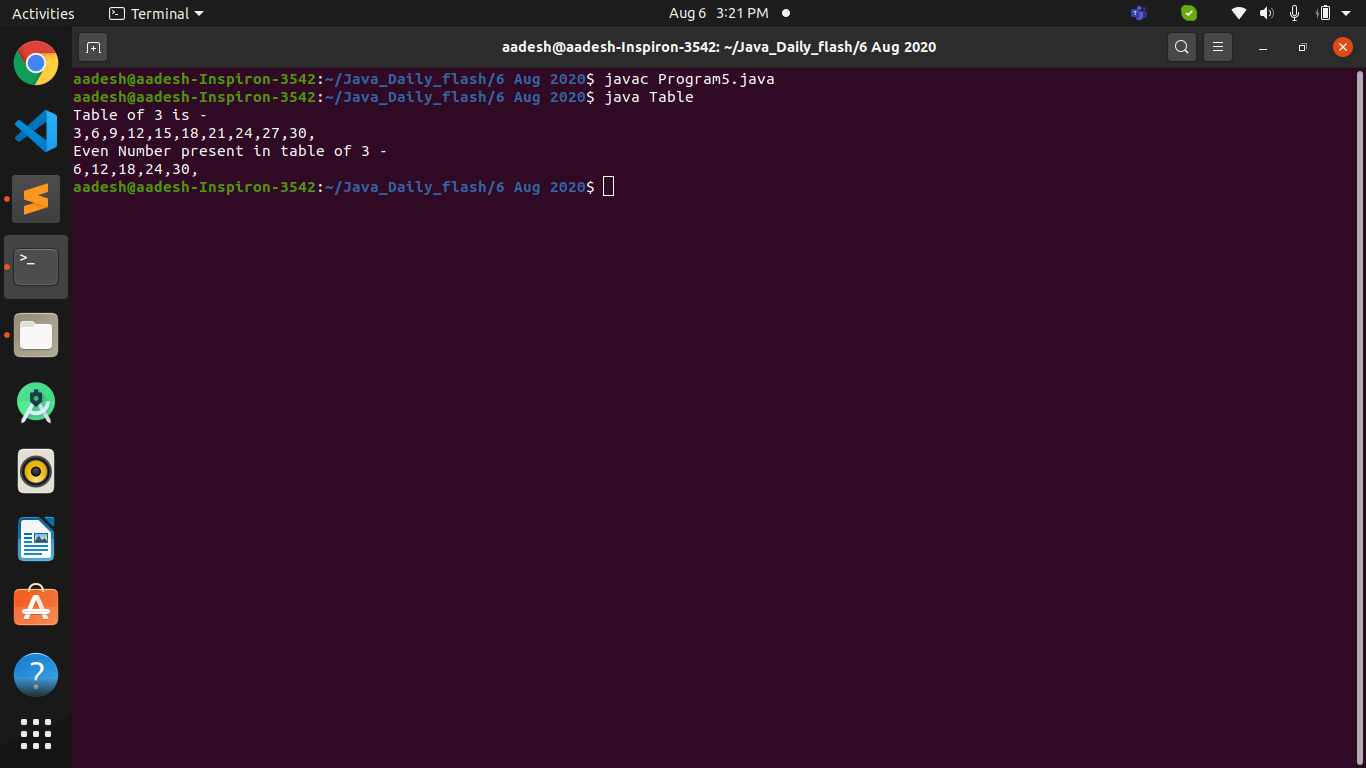 Activities
Terminal
Aug 6 3:21 PM
aadesh@aadesh-Inspiron-3542: ~/Java_Daily_flash/6 Aug 2020
aadesh@aadesh-Inspiron-3542:~/Java_Daily_flash/6 Aug 2020$ javac Program5.java
aadesh@aadesh-Inspiron-3542:~/Java_Daily_flash/6 Aug 2020$ java Table
Table of 3 is -
3,6,9,12,15,18,21,24,27,30,
Even Number present in table of 3 -
6,12,18,24,30,
aadesh@aadesh-Inspiron-3542:~/Java_Daily_flash/6 Aug 2020$